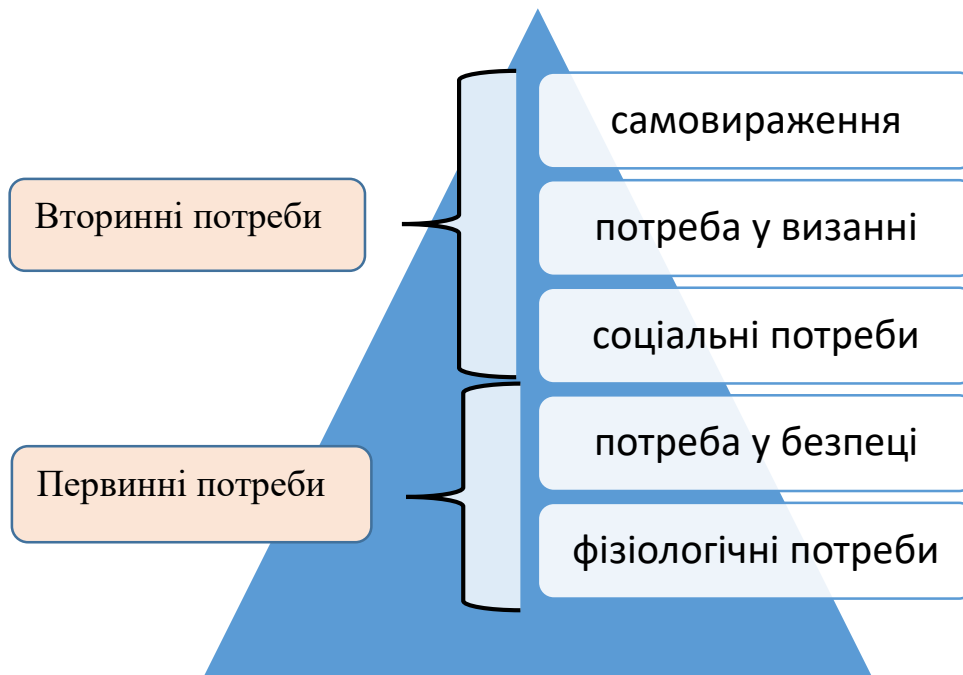 самовираження
Вторинні потреби
потреба у визанні
соціальні потреби
потреба у безпеці
Первинні потреби
фізіологічні потреби